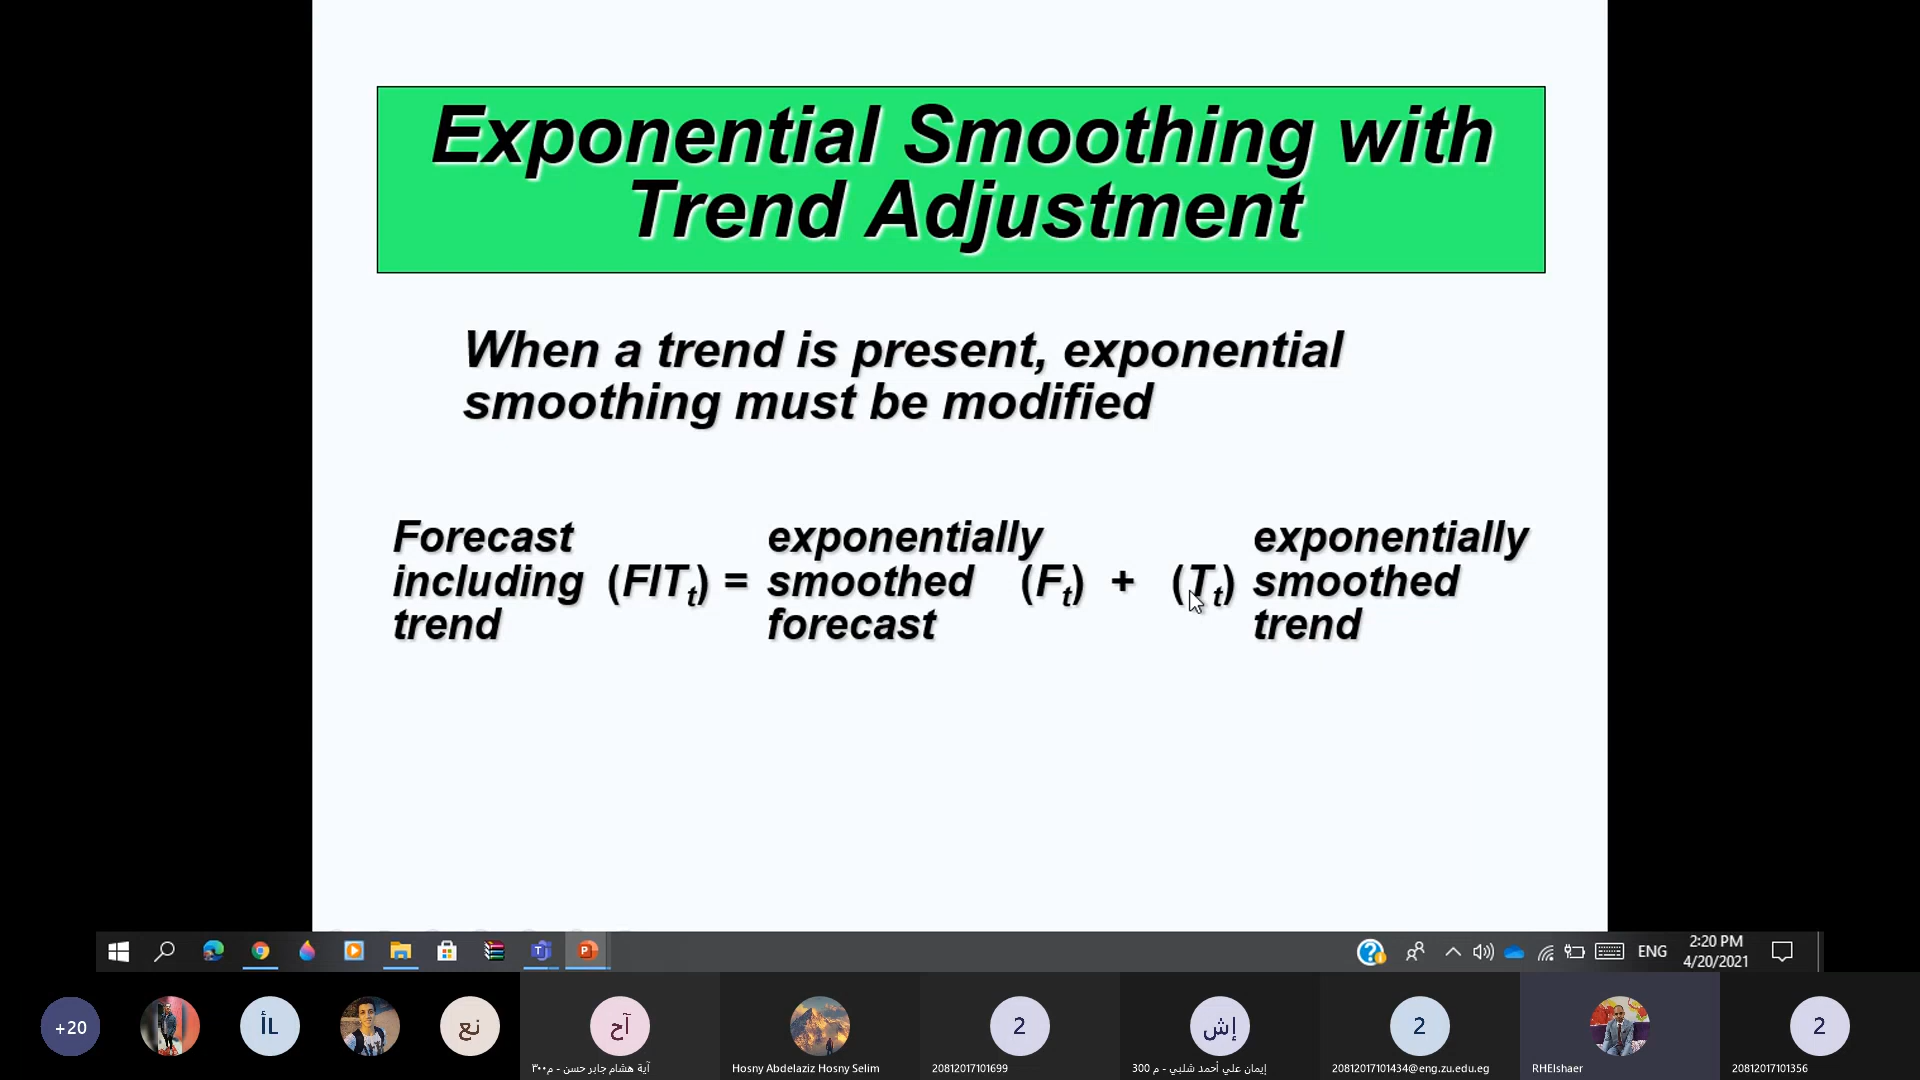 Exponential Smoothing with
Trend Adjustment
When a trend is present, exponential
smoothing must be modified
Forecast exponentially exponentially
including (FITt) = smoothed (Ft) + (Tt) smoothed
trend forecast trend
ENG
2:20 PM
4/20/2021
+20
أL
نع
آح
2
إش
2
2
آية هشام جابر حسن - م٣٠٠
Hosny Abdelaziz Hosny Selim
20812017101699
إيمان علي أحمد شلبي - م 300
20812017101434@eng.zu.edu.eg
RHElshaer
20812017101356